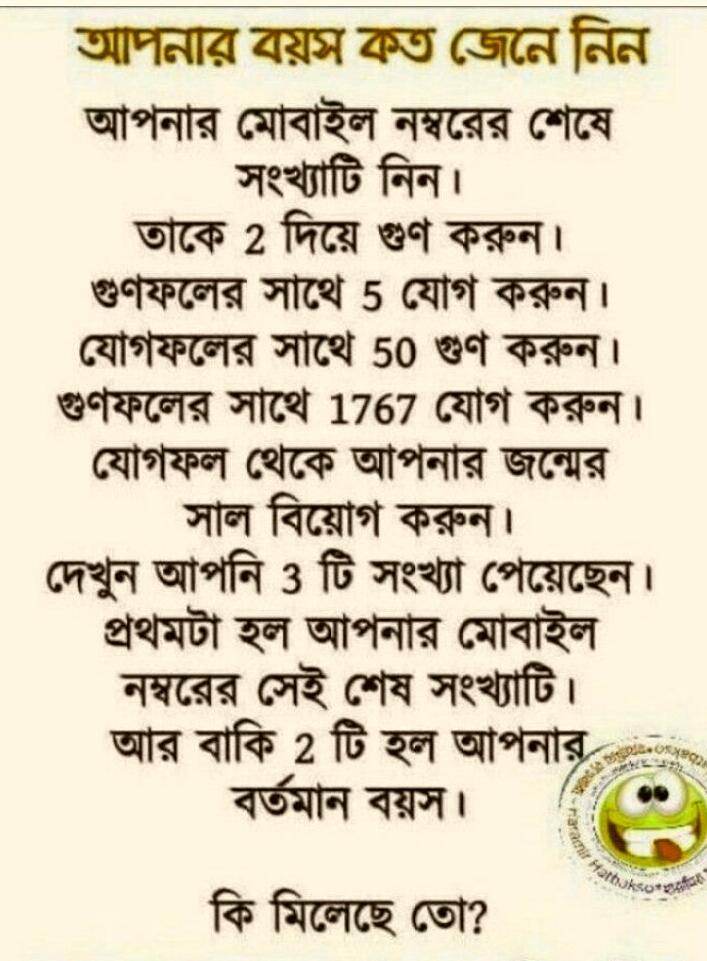 আপনার বয়স কত জেনে নিন
আপনার মোবাইল নম্বরের শেষে
সংখ্যাটি নিন।
তাকে 2 দিয়ে গুণ করুন।
গুণফলের সাথে 5 যোগ করুন।
যোগফলের সাথে 50 গুণ করুন।
গুণফলের সাথে 1767 যোগ করুন।
যোগফল থেকে আপনার জন্মের
সাল বিয়োগ করুন।
দেখুন আপনি 3 টি সংখ্যা পেয়েছেন।
প্রথমটা হল আপনার মোবাইল
নম্বরের সেই শেষ সংখ্যাটি।
আর বাকি 2 টি হল আপনার
বর্তমান বয়স।
কি মিলেছে তো?